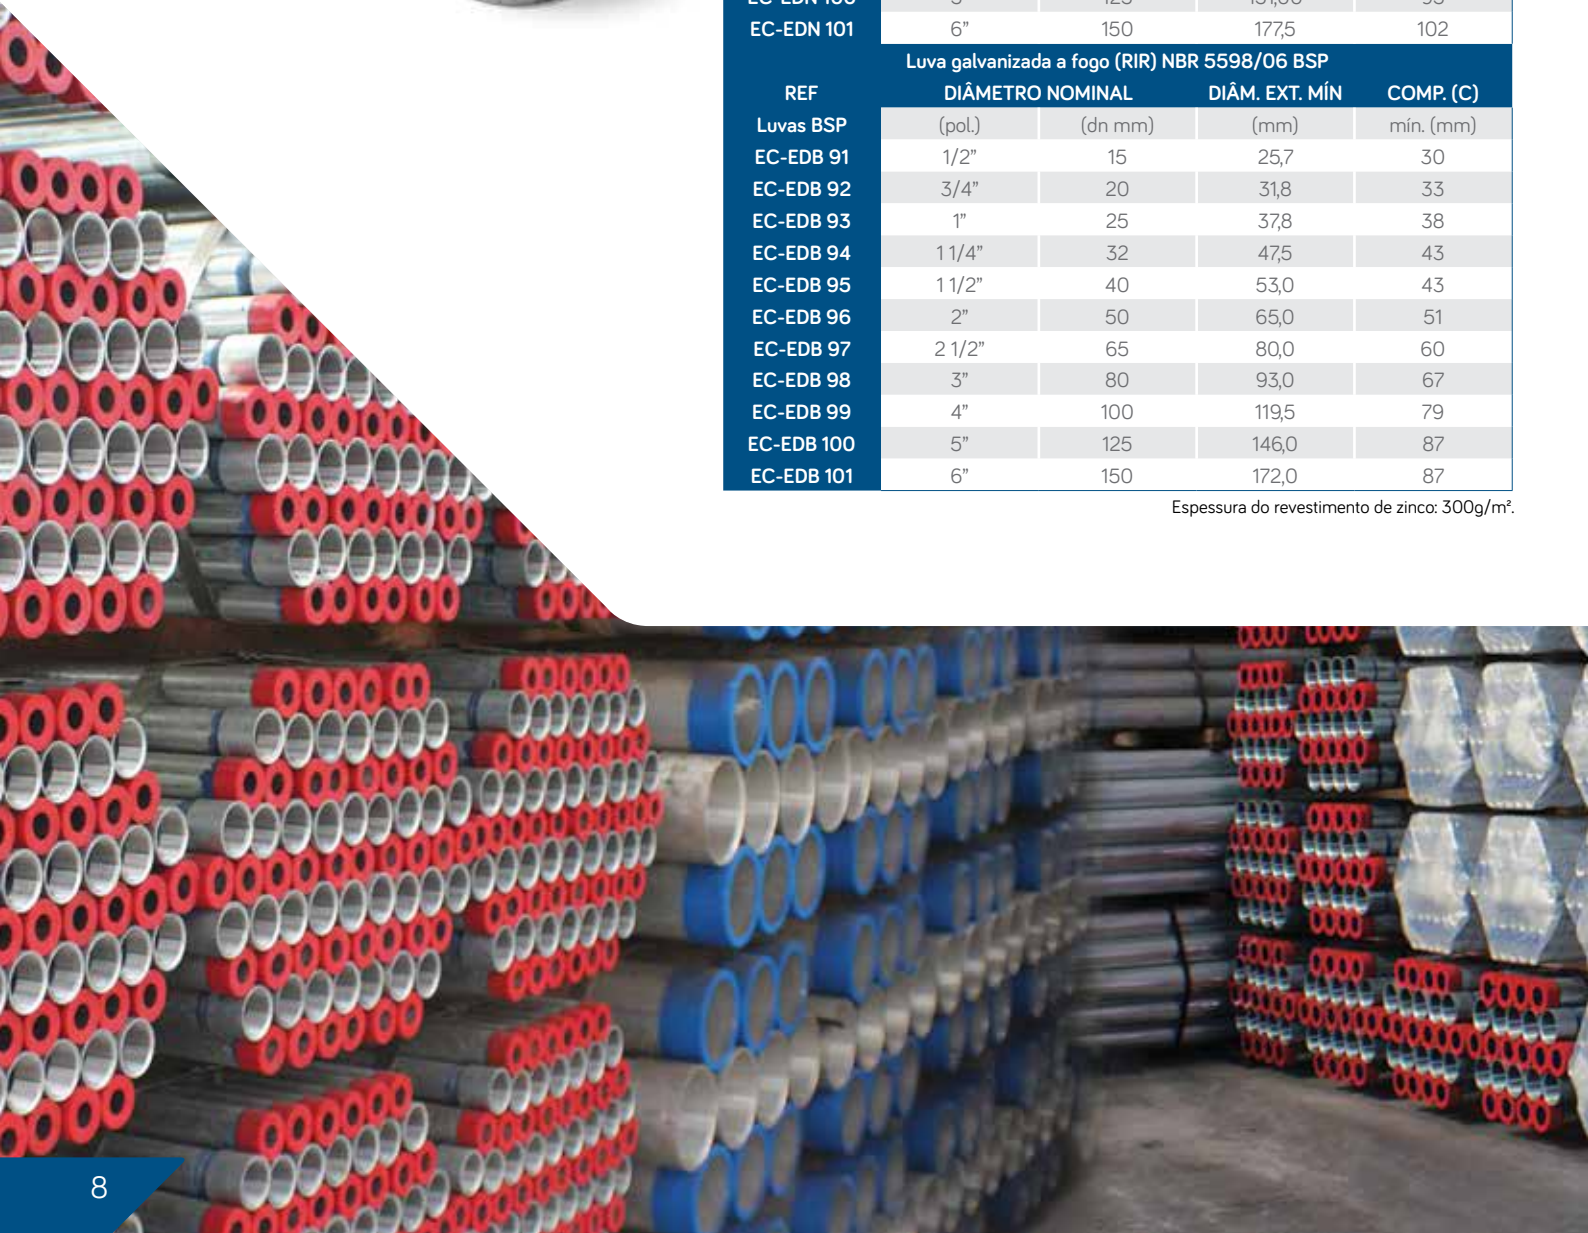 EC-EDN 101 6” 150 177,5 102
Luva galvanizada a fogo (RIR) NBR 5598/06 BSP
REF DIÂMETRO NOMINAL DIÂM. EXT. MÍN COMP. (C)
Luvas BSP (pol.) (dn mm) (mm) mín. (mm)
EC-EDB 91 1/2” 15 25,7 30
EC-EDB 92 3/4” 20 31,8 33
EC-EDB 93 1” 25 37,8 38
EC-EDB 94 1 1/4” 32 47,5 43
EC-EDB 95 1 1/2” 40 53,0 43
EC-EDB 96 2” 50 65,0 51
EC-EDB 97 2 1/2” 65 80,0 60
EC-EDB 98 3” 80 93,0 67
EC-EDB 99 4” 100 119,5 79
EC-EDB 100 5” 125 146,0 87
EC-EDB 101 6” 150 172,0 87
Espessura do revestimento de zinco: 300g/m².
8